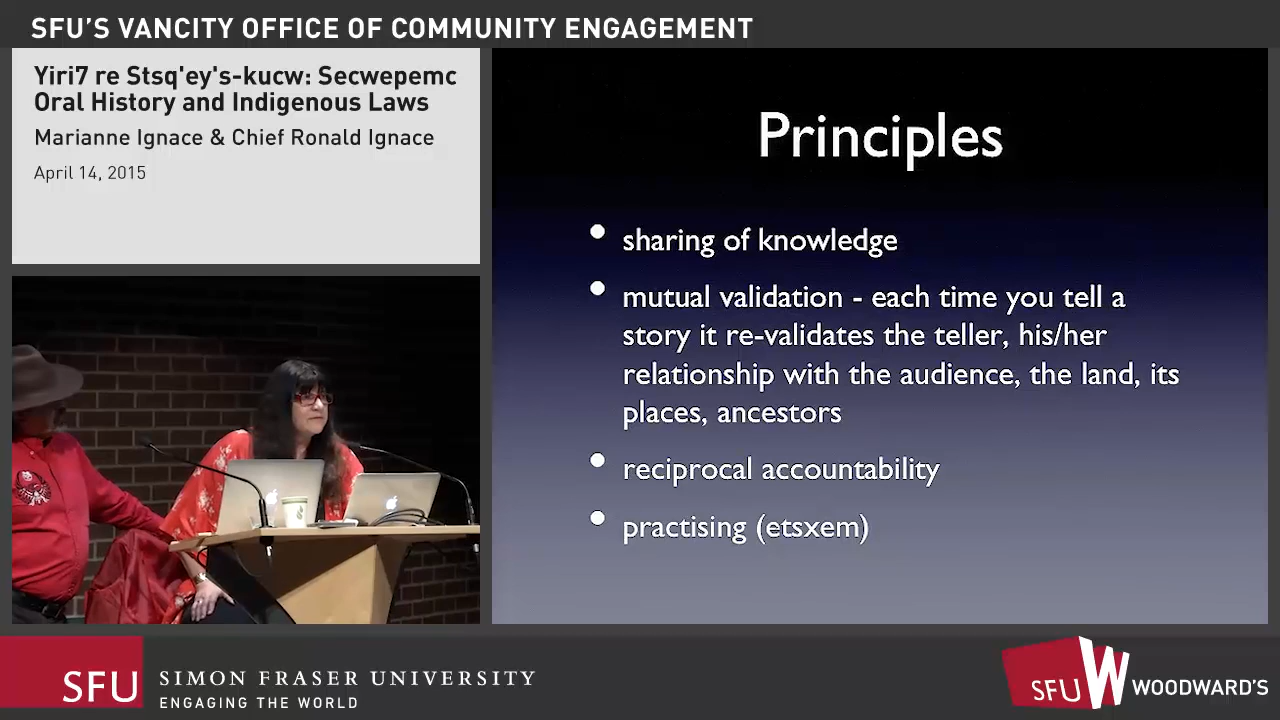 SFU'S VANCITY OFFICE OF COMMUNITY ENGAGEMENT
Yiri7 re Stsq'ey's-kucw: Secwepemc
Oral History and Indigenous Laws
Marianne Ignace & Chief Ronald Ignace
April 14, 2015
Principles
• sharing of knowledge
• mutual validation - each time you tell a
story it re-validates the teller, his/her
relationship with the audience, the land, its
places, ancestors
• reciprocal accountability
• practising (etsxem)
SFU
SIMON FRASER UNIVERSITY
ENGAGING THE WORLD
SFU W WOODWARD'S